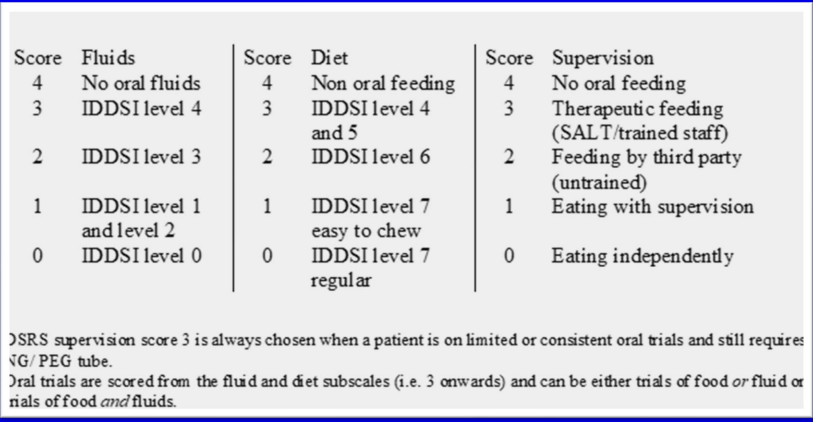 Score Fluids Score Diet Score Supervision
4 No oral fluids 4 Non oral feeding 4 No oral feeding
3 IDDSI level 4 3 IDDSI level 4 3 Therapeutic feeding
and 5 (SALT/trained staff)
2 IDDSI level 3 2 IDDSI level 6 2 Feeding by third party
(untrained)
1 IDDSI level 1 1 IDDSI level 7 1 Eating with supervision
and level 2 easy to chew
0 IDDSI level 0 0 IDDSI level 7 0 Eating independently
regular
DSRS supervision score 3 is always chosen when a patient is on limited or consistent oral trials and still requires
NG/ PEG tube.
Oral trials are scored from the fluid and diet subscales (i.e. 3 onwards) and can be either trials of food or fluid or
rials of food and fluids.